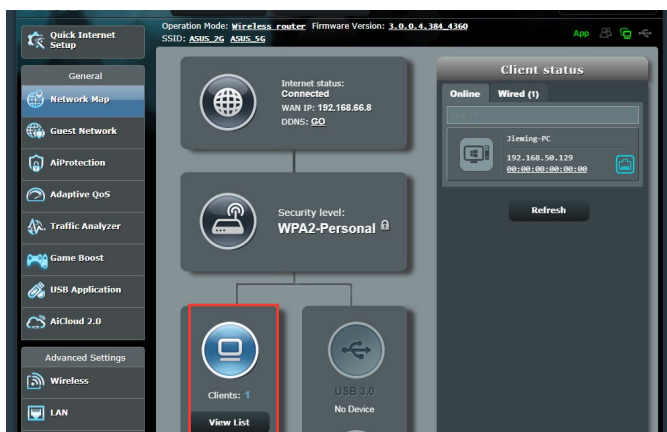 Quick Internet
Setup
Operation Mode: Wireless router Firmware Version: 3.0.0.4.384_4360
SSID: ASUS_2G ASUS_5G
App
General
Network Map
Guest Network
AiProtection
Adaptive QoS
Traffic Analyzer
Game Boost
USB Application
AiCloud 2.0
Advanced Settings
Wireless
LAN
Internet status:
Connected
WAN IP: 192.168.66.8
DDNS: GO
Security level:
WPA2-Personal
Clients: 1
View List
USB 3.0
No Device
Client status
Online Wired (1)
Jieming-PC
192.168.50.129
00:00:00:00:00:00
Refresh